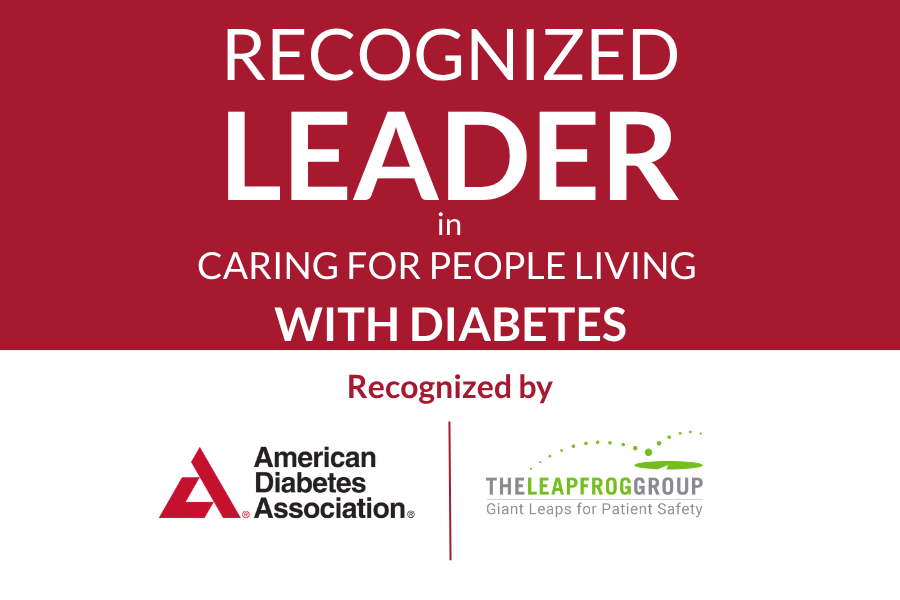 RECOGNIZED
LEADER
in
CARING FOR PEOPLE LIVING
WITH DIABETES
Recognized by
American
Diabetes
®Association®
THELEAPFROGGROUP
Giant Leaps for Patient Safety